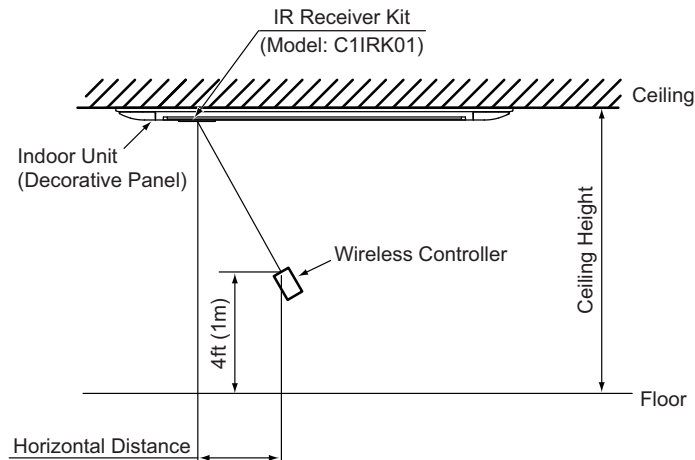 IR Receiver Kit
(Model: C1IRK01)
Ceiling
Indoor Unit
(Decorative Panel)
Wireless Controller
Ceiling Height
4ft (1m)
Floor
Horizontal Distance